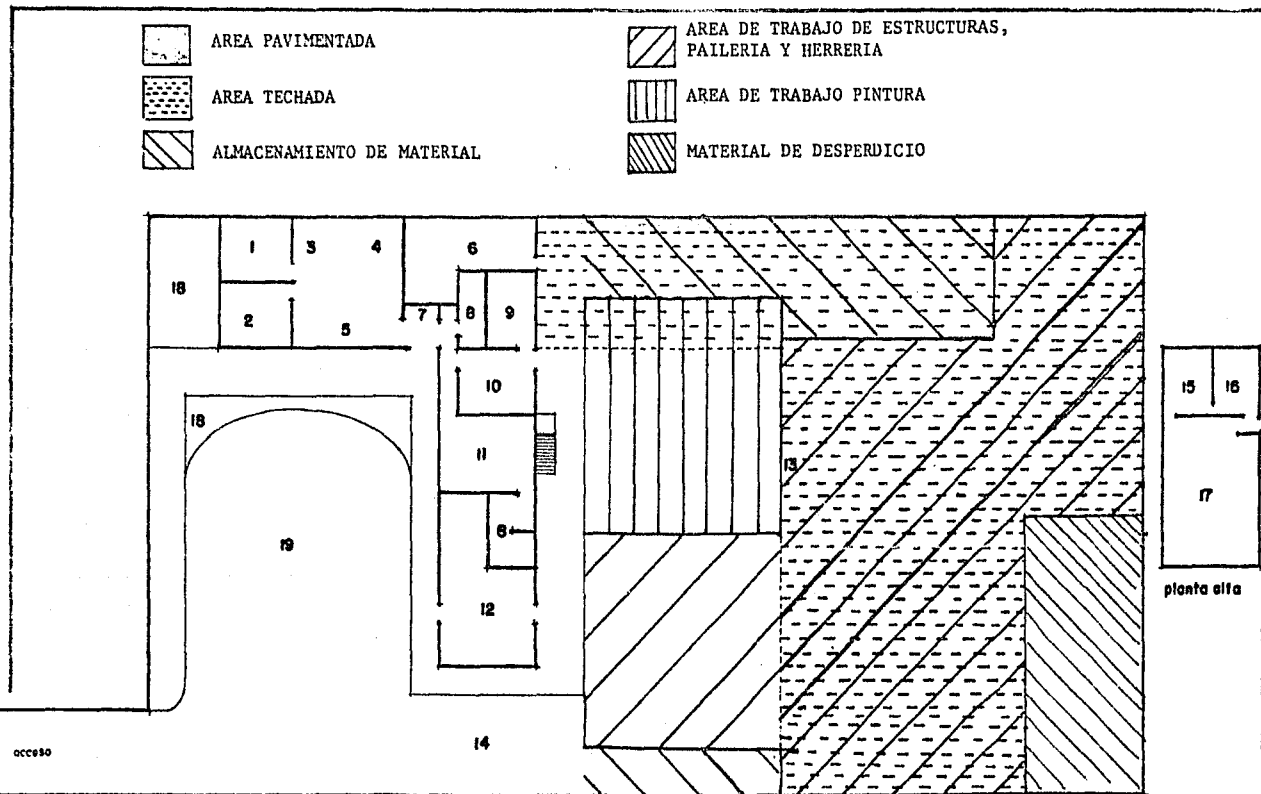 AREA PAVIMENTADA
AREA TECHADA
ALMACENAMIENTO DE MATERIAL
AREA DE TRABAJO DE ESTRUCTURAS,
PAILERIA Y HERRERIA
AREA DE TRABAJO PINTURA
MATERIAL DE DESPERDICIO
1
3
4
6
18
2
5
7
8
9
10
15
16
18
11
13
17
19
8
planta alta
12
14
acceso